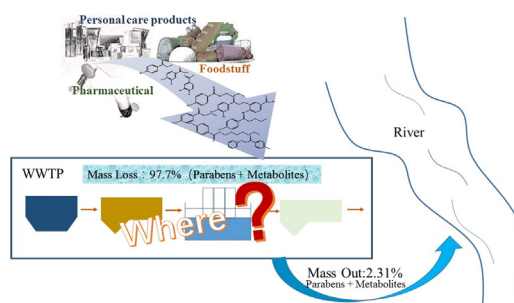 Personal care products
Foodstuff
Pharmaceutical
River
WWTP
Mass Loss：97.7%（Parabens + Metabolites）
Where ?
Mass Out:2.31%
Parabens + Metabolites